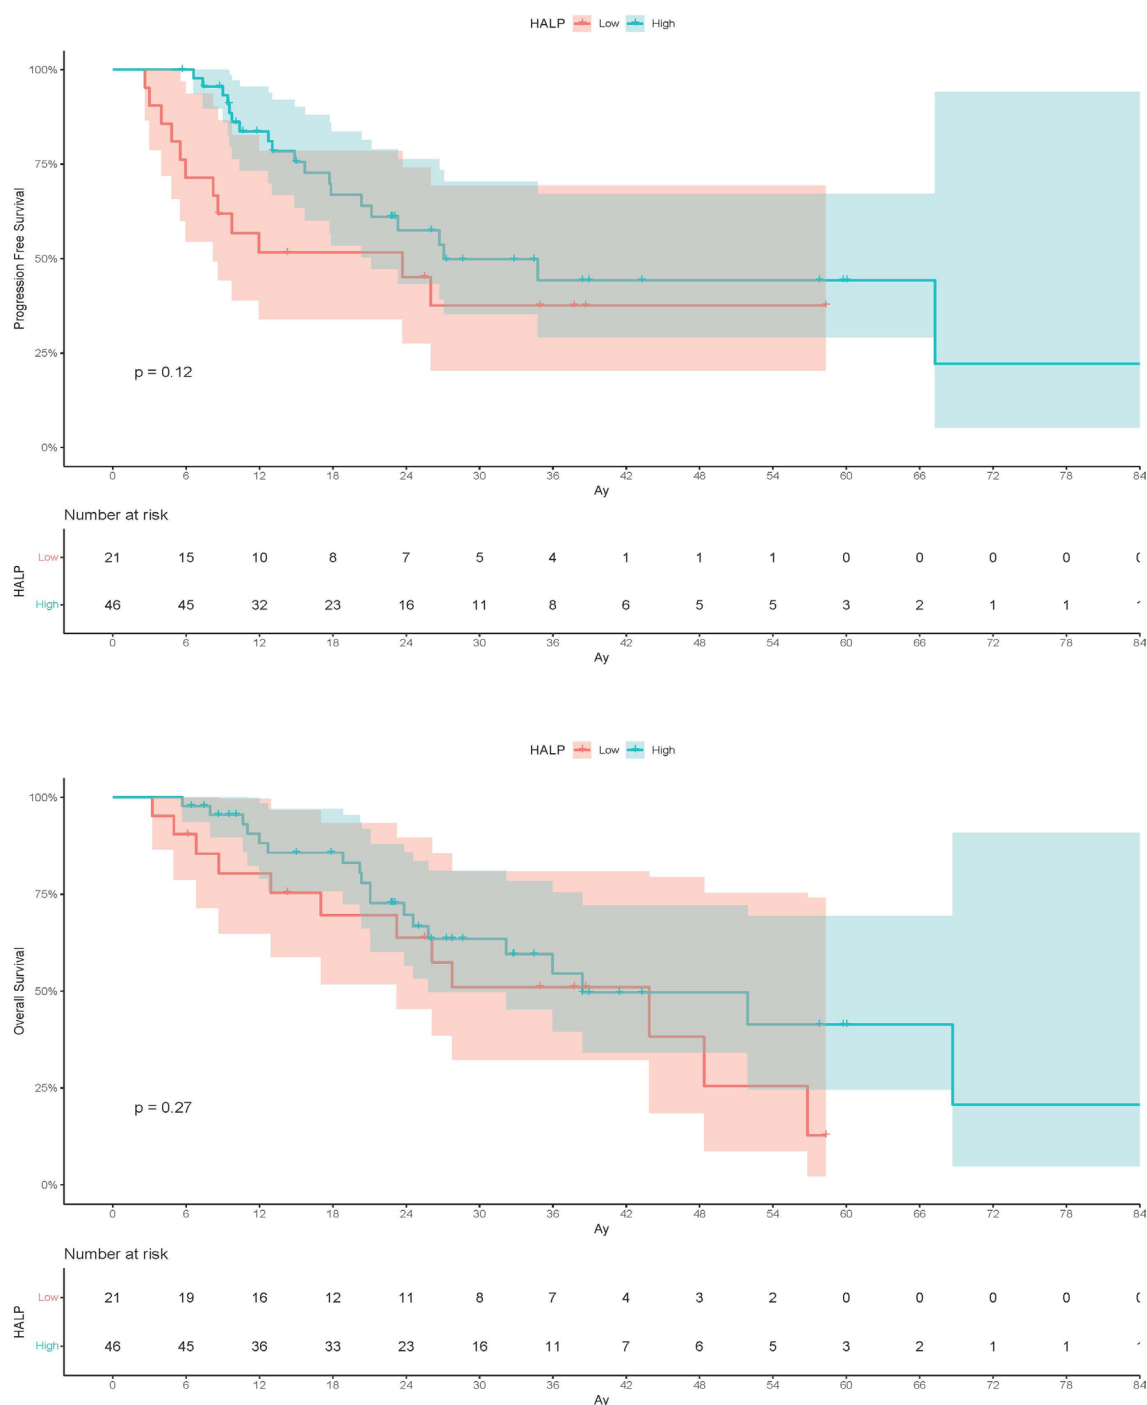 HALP Low High
Progression Free Survival
100%
75%
50%
25%
0%
p = 0.12
0 6 12 18 24 30 36 42 48 54 60 66 72 78 84
Ay
Number at risk
HALP
Low 21 15 10 8 7 5 4 1 1 1 0 0 0 0
High 46 45 32 23 16 11 8 6 5 5 3 2 1 1
0 6 12 18 24 30 36 42 48 54 60 66 72 78 84
Ay
HALP Low High
Overall Survival
100%
75%
50%
25%
0%
p = 0.27
0 6 12 18 24 30 36 42 48 54 60 66 72 78 84
Ay
Number at risk
HALP
Low 21 19 16 12 11 8 7 4 3 2 0 0 0 0
High 46 45 36 33 23 16 11 7 6 5 3 2 1 1
0 6 12 18 24 30 36 42 48 54 60 66 72 78 84
Ay